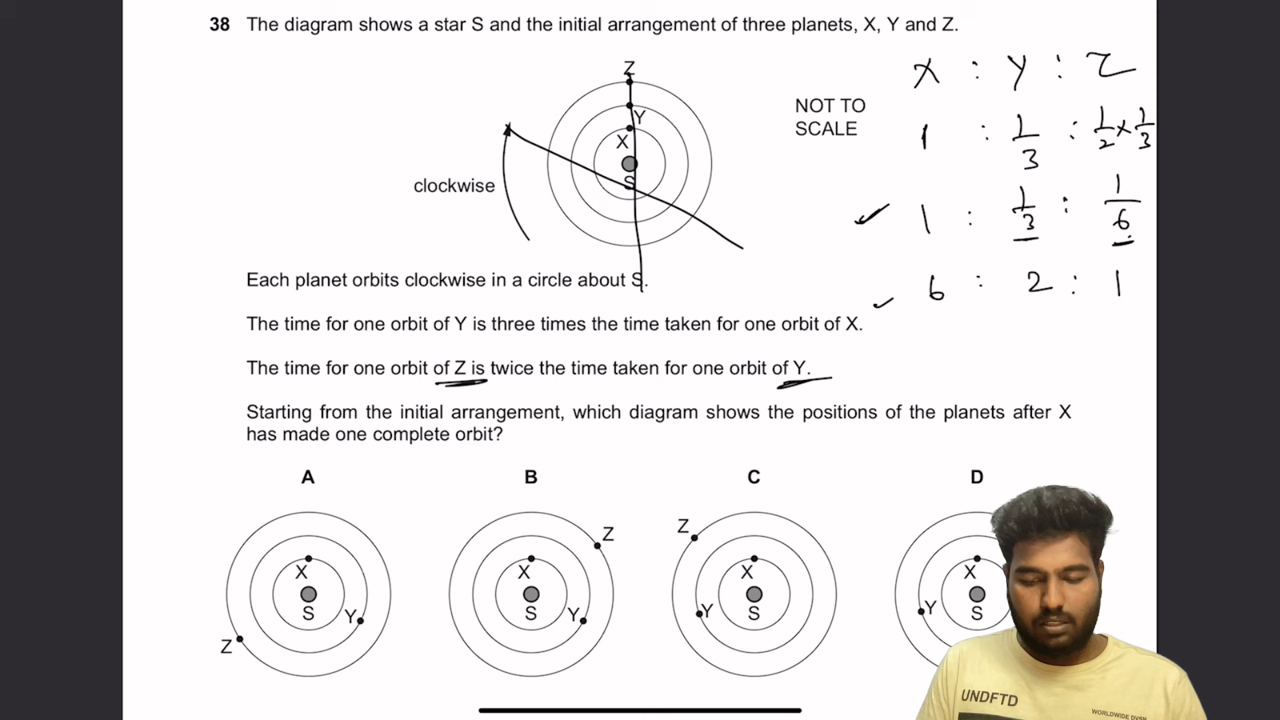 38 The diagram shows a star S and the initial arrangement of three planets, X, Y and Z.
Z
Y
X
S
clockwise
NOT TO
SCALE
X : Y : Z
1 : 1/3 : 1/2 × 1/3
1 : 1/3 : 1/6
6 : 2 : 1
Each planet orbits clockwise in a circle about S.
The time for one orbit of Y is three times the time taken for one orbit of X.
The time for one orbit of Z is twice the time taken for one orbit of Y.
Starting from the initial arrangement, which diagram shows the positions of the planets after X
has made one complete orbit?
A B C D
Z
X
S
Y
Z
X
S
Y
Z
X
S
Y
X
S
Y
UNDFTD
WORLDWIDE